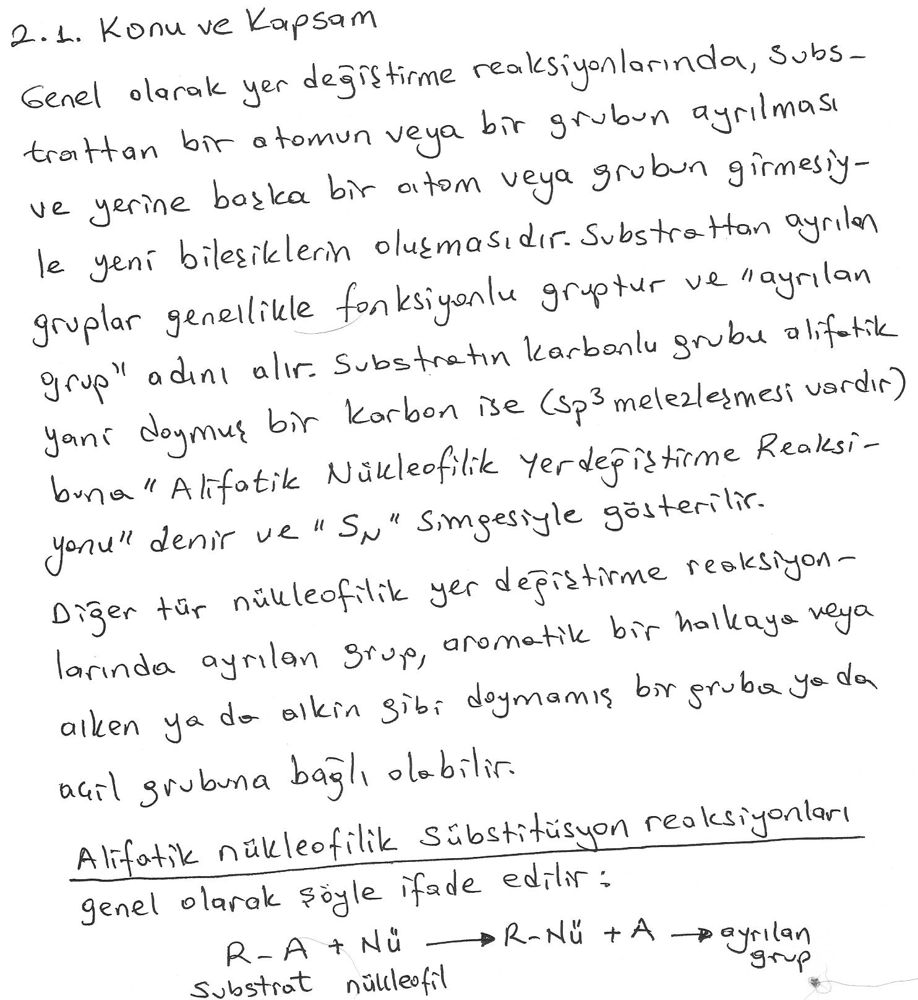 2.1. Konu ve Kapsam
Genel olarak yer değiştirme reaksiyonlarında, subs-
trattan bir atomun veya bir grubun ayrılması
ve yerine başka bir atom veya grubun girmesiy-
le yeni bileşiklerin oluşmasıdır. Substrattan ayrılan
gruplar genellikle fonksiyonlu gruptur ve "ayrılan
grup" adını alır. Substratın karbonlu grubu alifatik
yani doymuş bir karbon ise (sp³ melezleşmesi vardır)
buna "Alifatik Nükleofilik Yerdeğiştirme Reaksi-
yonu" denir ve "SN" simgesiyle gösterilir.
Diğer tür nükleofilik yer değiştirme reaksiyon-
larında ayrılan grup, aromatik bir halkaya veya
alken ya da alkin gibi doymamış bir gruba ya da
açil grubuna bağlı olabilir.
Alifatik nükleofilik sübstitüsyon reaksiyonları
genel olarak şöyle ifade edilir:
R-A + Nü → R-Nü + A → ayrılan
grup
Substrat nükleofil